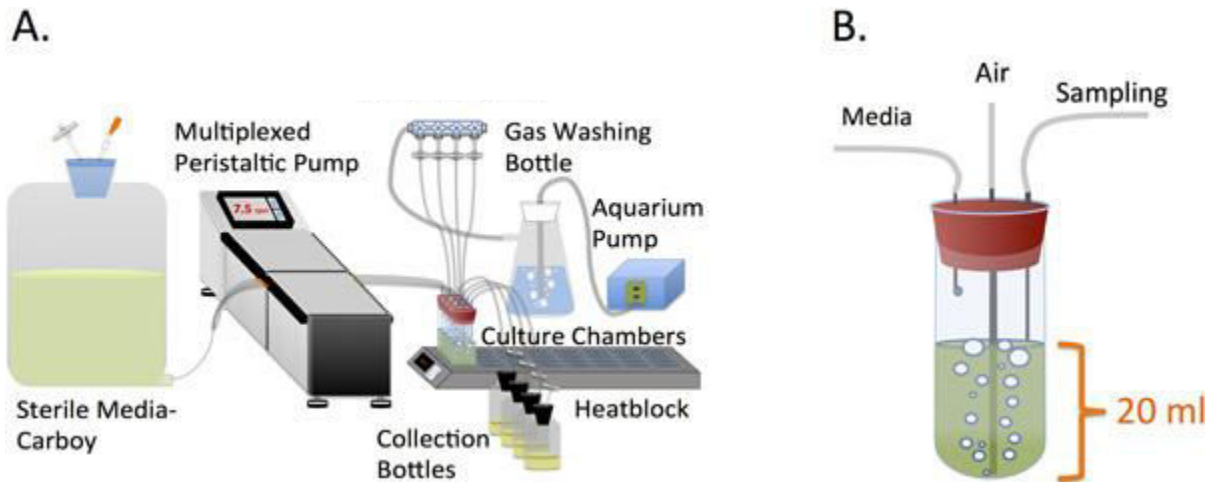 A.
Multiplexed
Peristaltic Pump
7.5 rpm
Gas Washing
Bottle
Aquarium
Pump
Culture Chambers
Heatblock
Sterile Media-
Carboy
Collection
Bottles
B.
Air
Media
Sampling
20 ml